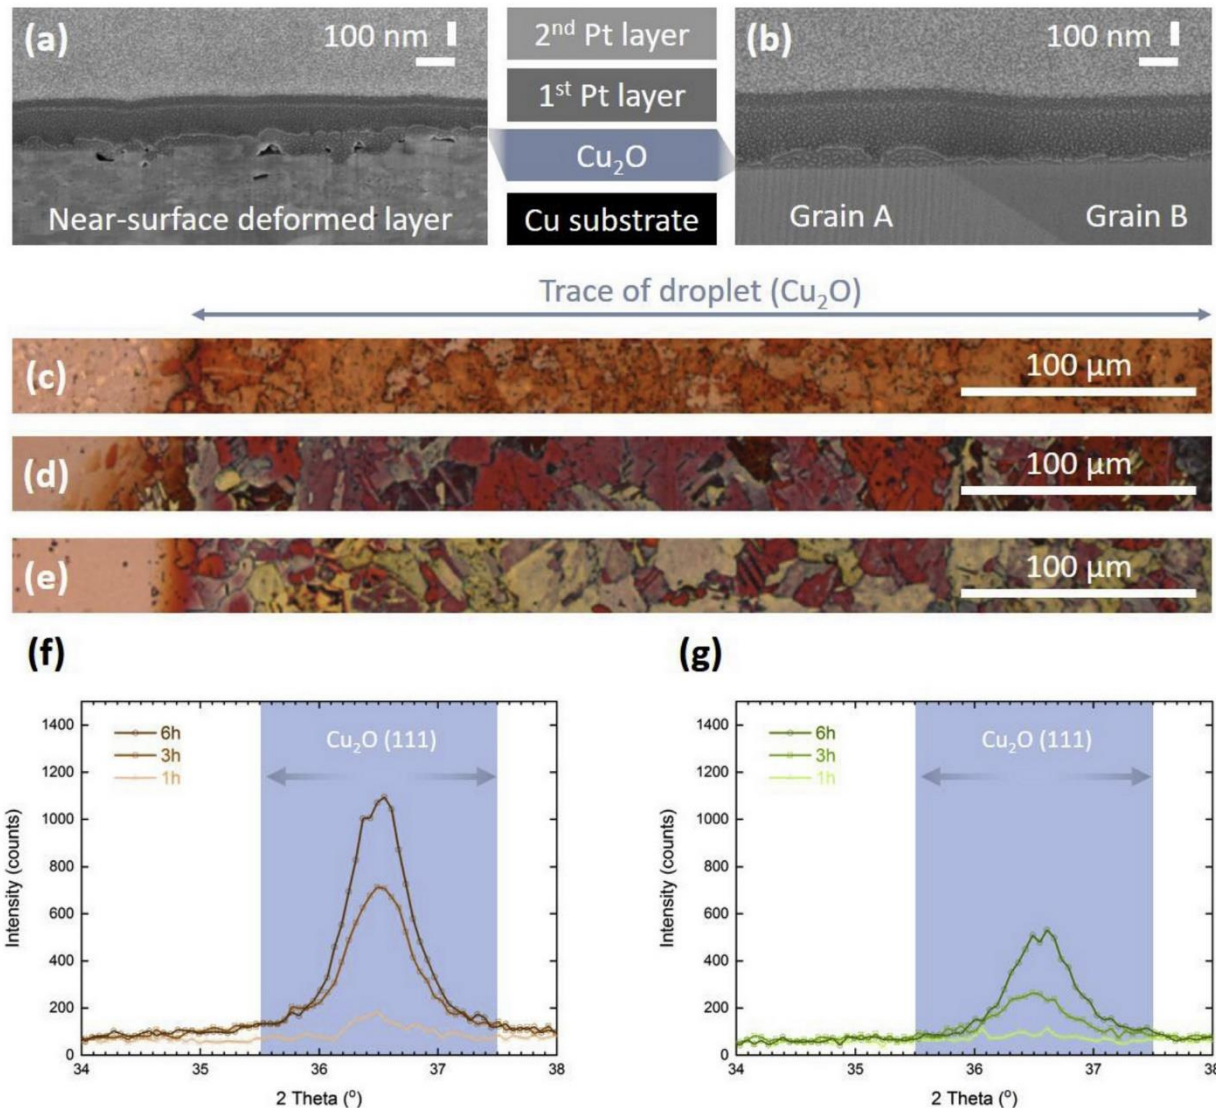 (a)
100 nm
Near-surface deformed layer
2nd Pt layer
1st Pt layer
Cu₂O
Cu substrate
(b)
100 nm
Grain A
Grain B
Trace of droplet (Cu₂O)
(c)
100 µm
(d)
100 µm
(e)
100 µm
(f)
1400
1200
1000
800
600
400
200
0
Intensity (counts)
6h
3h
1h
Cu₂O (111)
34
35
36
37
38
2 Theta (°)
(g)
1400
1200
1000
800
600
400
200
0
Intensity (counts)
6h
3h
1h
Cu₂O (111)
34
35
36
37
38
2 Theta (°)